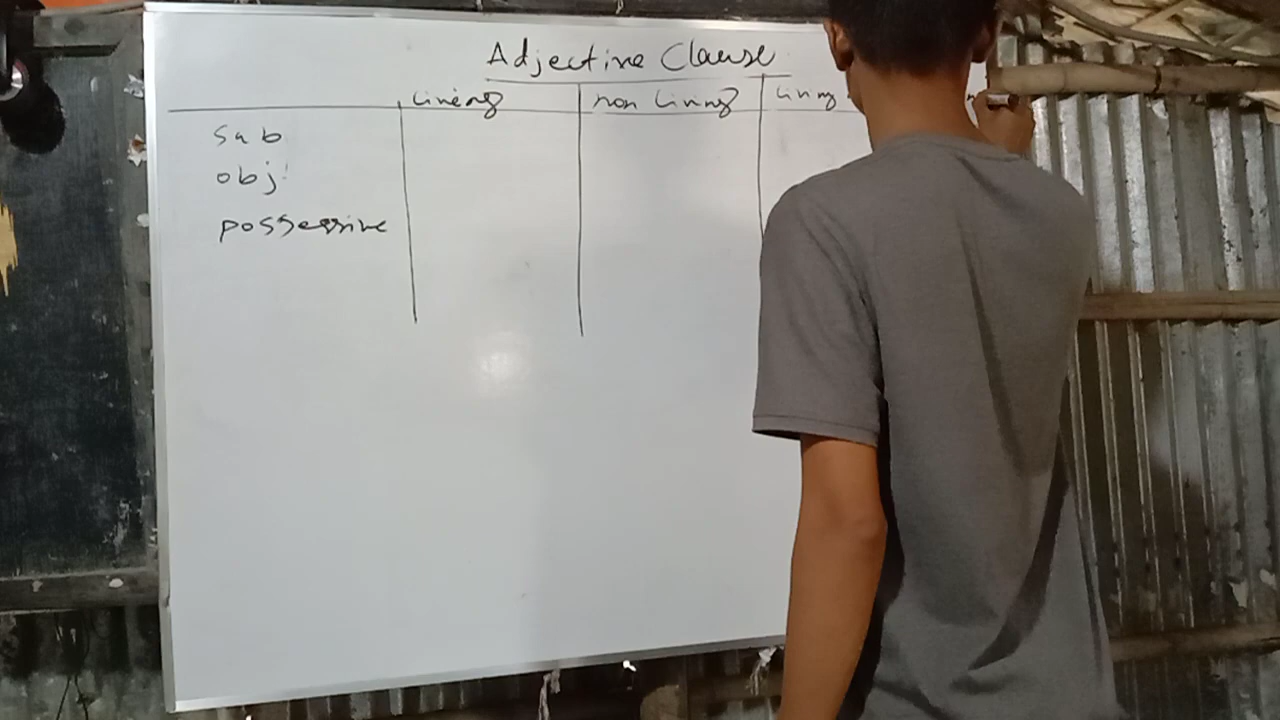 Adjective Clause
Living non Living Living
Sub
obj
possessive